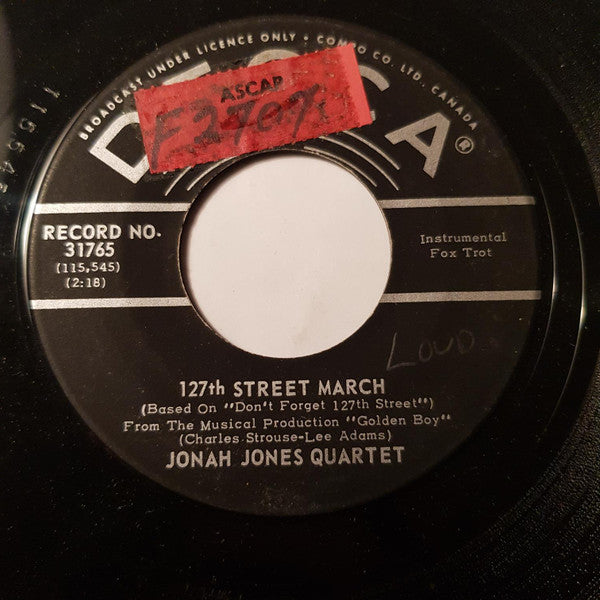 BROADCAST UNDER LICENCE ONLY • COMPO CO. LTD. CANADA
DECCA®
ASCAP
RECORD NO.
31765
(115,545)
(2:18)
Instrumental
Fox Trot
LOUD
127th STREET MARCH
(Based On "Don't Forget 127th Street")
From The Musical Production "Golden Boy"
(Charles Strouse-Lee Adams)
JONAH JONES QUARTET